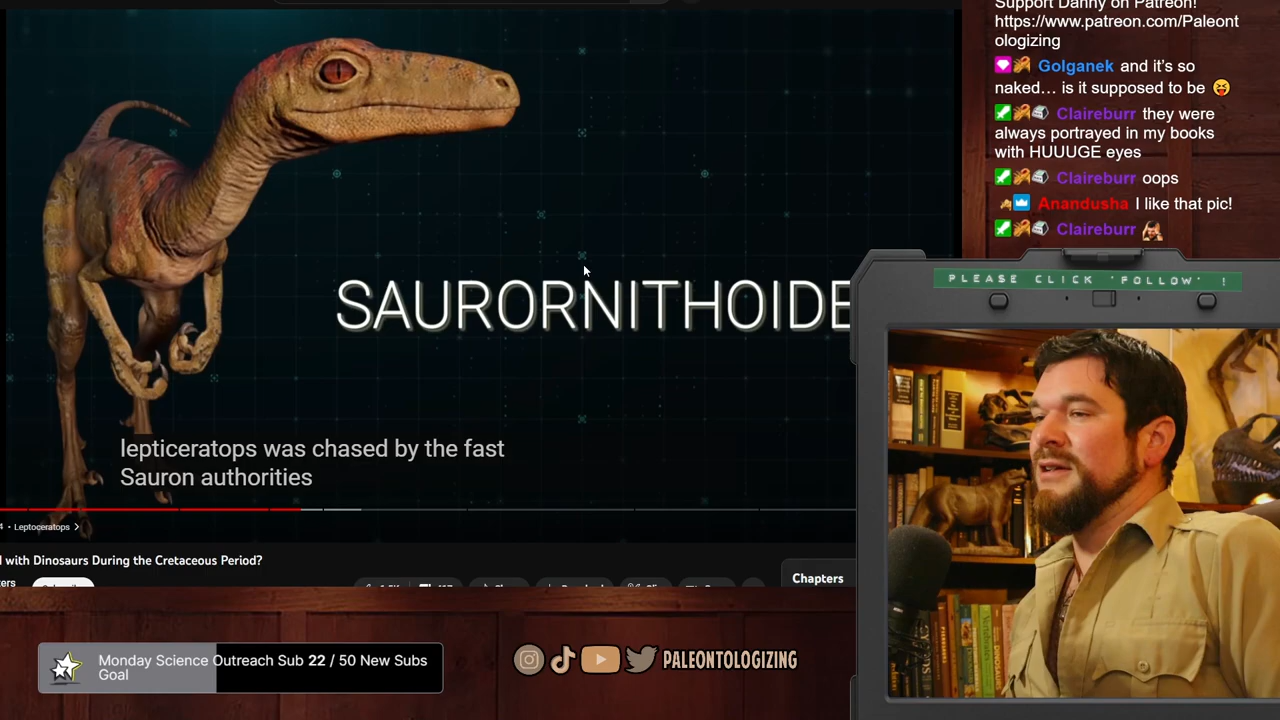 Support Danny on Patreon!
https://www.patreon.com/Paleont
ologizing
Golganek and it's so
naked… is it supposed to be 😝
Claireburr they were
always portrayed in my books
with HUUUGE eyes
Claireburr oops
Anandusha I like that pic!
Claireburr
PLEASE CLICK 'FOLLOW' !
SAURORNITHOIDE
lepticeratops was chased by the fast
Sauron authorities
4 • Leptoceratops >
d with Dinosaurs During the Cretaceous Period?
Chapters
Monday Science Outreach Sub 22 / 50 New Subs
Goal
PALEONTOLOGIZING